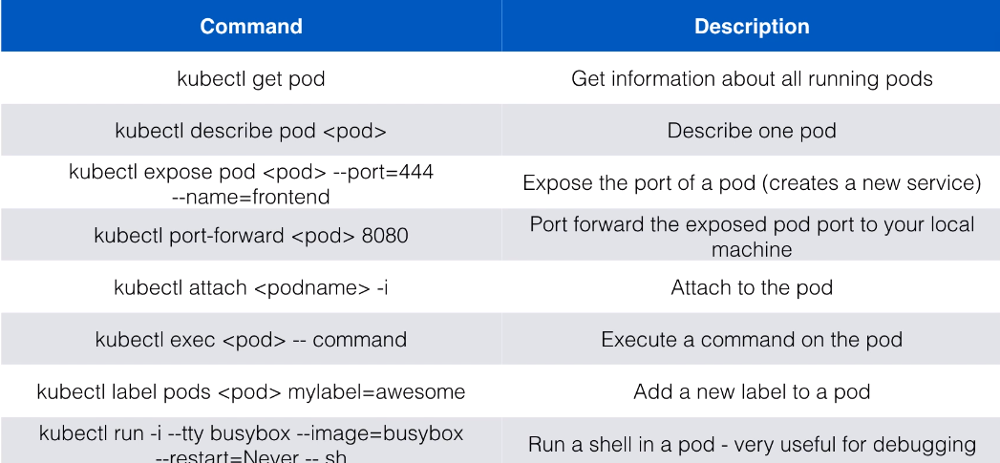 Command Description
kubectl get pod Get information about all running pods
kubectl describe pod <pod> Describe one pod
kubectl expose pod <pod> --port=444
--name=frontend Expose the port of a pod (creates a new service)
kubectl port-forward <pod> 8080 Port forward the exposed pod port to your local
machine
kubectl attach <podname> -i Attach to the pod
kubectl exec <pod> -- command Execute a command on the pod
kubectl label pods <pod> mylabel=awesome Add a new label to a pod
kubectl run -i --tty busybox --image=busybox
--restart=Never -- sh Run a shell in a pod - very useful for debugging